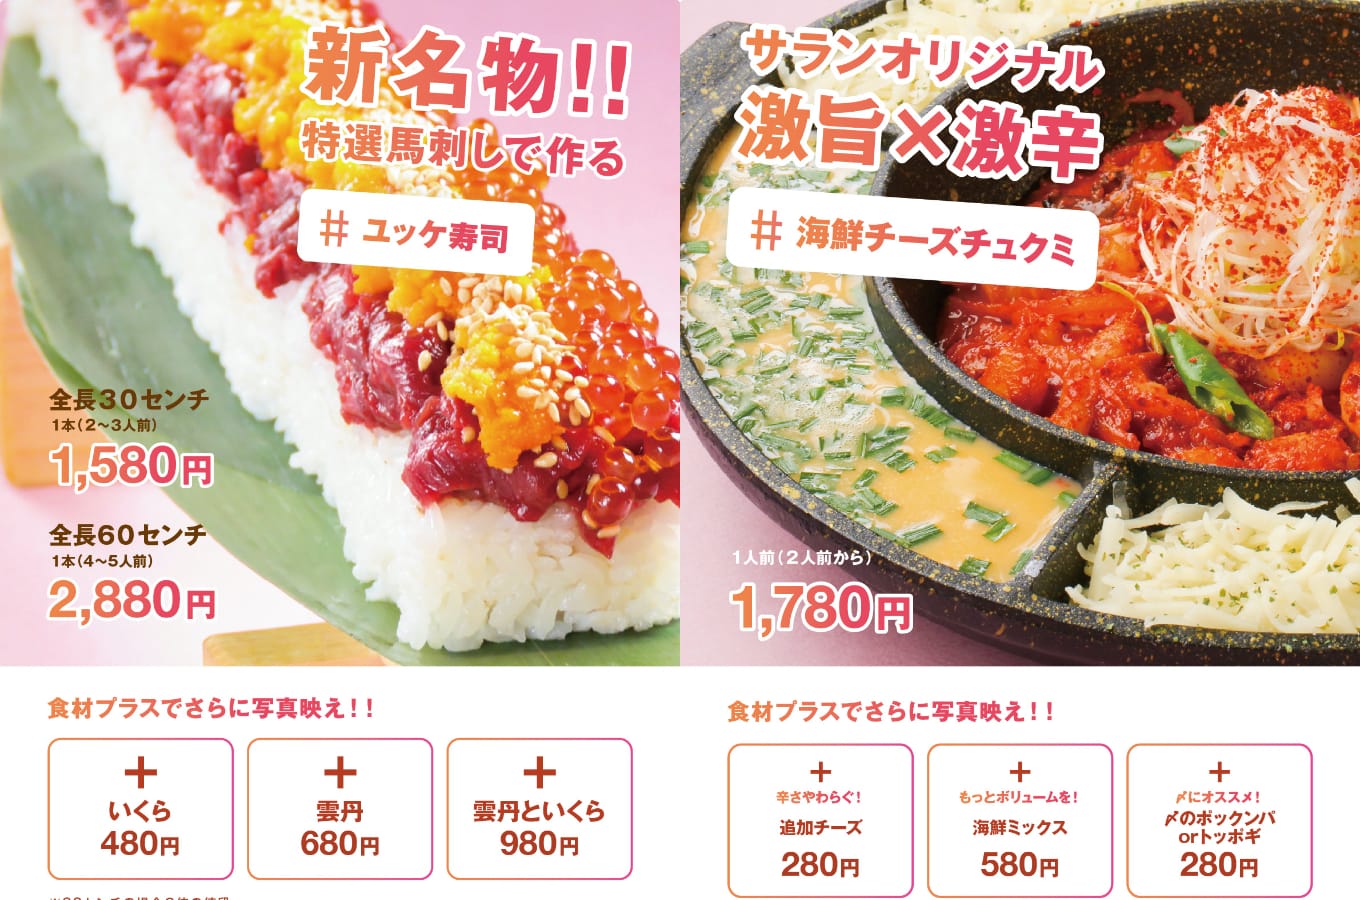 新名物!!
特選馬刺しで作る
# ユッケ寿司
全長30センチ
1本(2〜3人前)
1,580円
全長60センチ
1本(4〜5人前)
2,880円
食材プラスでさらに写真映え!!
+
いくら
480円
+
雲丹
680円
+
雲丹といくら
980円
サランオリジナル
激旨×激辛
# 海鮮チーズチュクミ
1人前(2人前から)
1,780円
食材プラスでさらに写真映え!!
+
辛さやわらぐ!
追加チーズ
280円
+
もっとボリュームを!
海鮮ミックス
580円
+
〆にオススメ!
〆のポックンパ
orトッポギ
280円